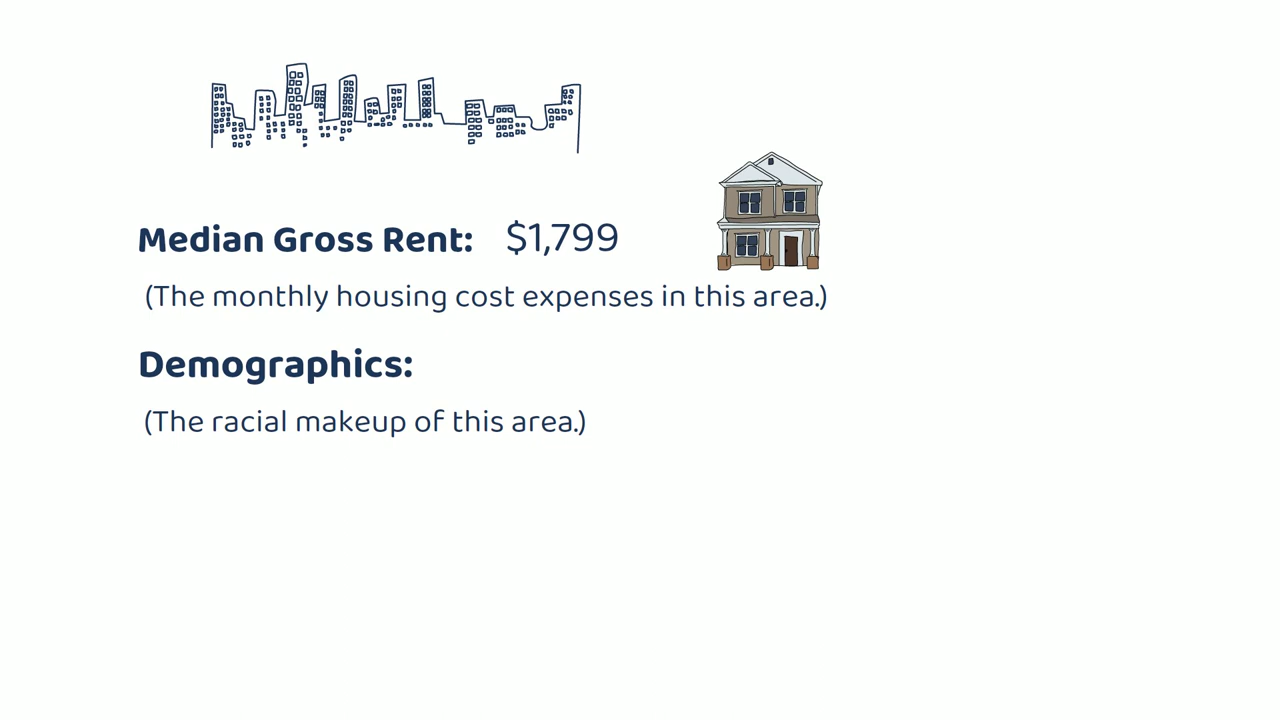 Median Gross Rent: $1,799
(The monthly housing cost expenses in this area.)
Demographics:
(The racial makeup of this area.)